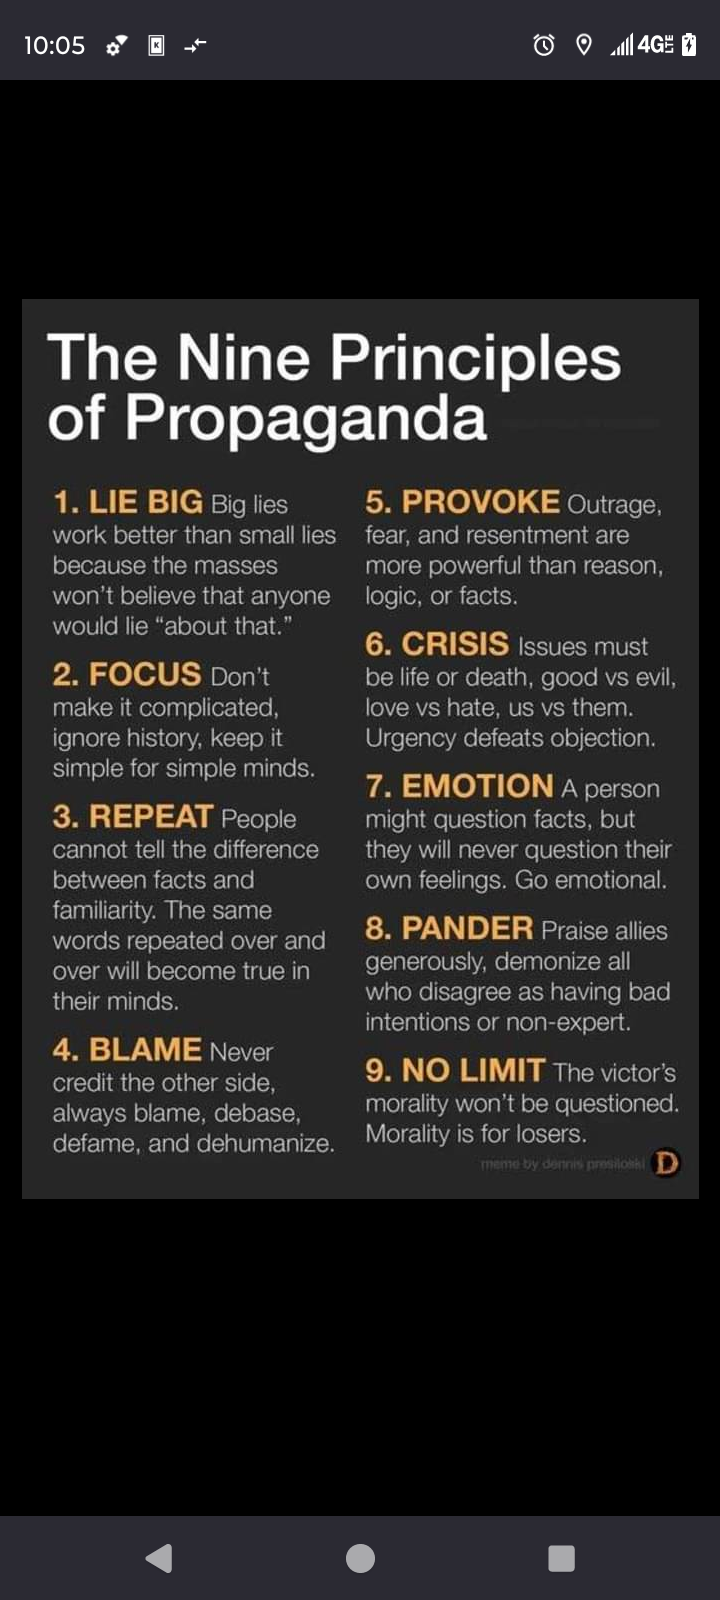 10:05
4G LTE
The Nine Principles
of Propaganda
1. LIE BIG Big lies
work better than small lies
because the masses
won't believe that anyone
would lie “about that.”
2. FOCUS Don't
make it complicated,
ignore history, keep it
simple for simple minds.
3. REPEAT People
cannot tell the difference
between facts and
familiarity. The same
words repeated over and
over will become true in
their minds.
4. BLAME Never
credit the other side,
always blame, debase,
defame, and dehumanize.
5. PROVOKE Outrage,
fear, and resentment are
more powerful than reason,
logic, or facts.
6. CRISIS Issues must
be life or death, good vs evil,
love vs hate, us vs them.
Urgency defeats objection.
7. EMOTION A person
might question facts, but
they will never question their
own feelings. Go emotional.
8. PANDER Praise allies
generously, demonize all
who disagree as having bad
intentions or non-expert.
9. NO LIMIT The victor's
morality won't be questioned.
Morality is for losers.
meme by dennis D